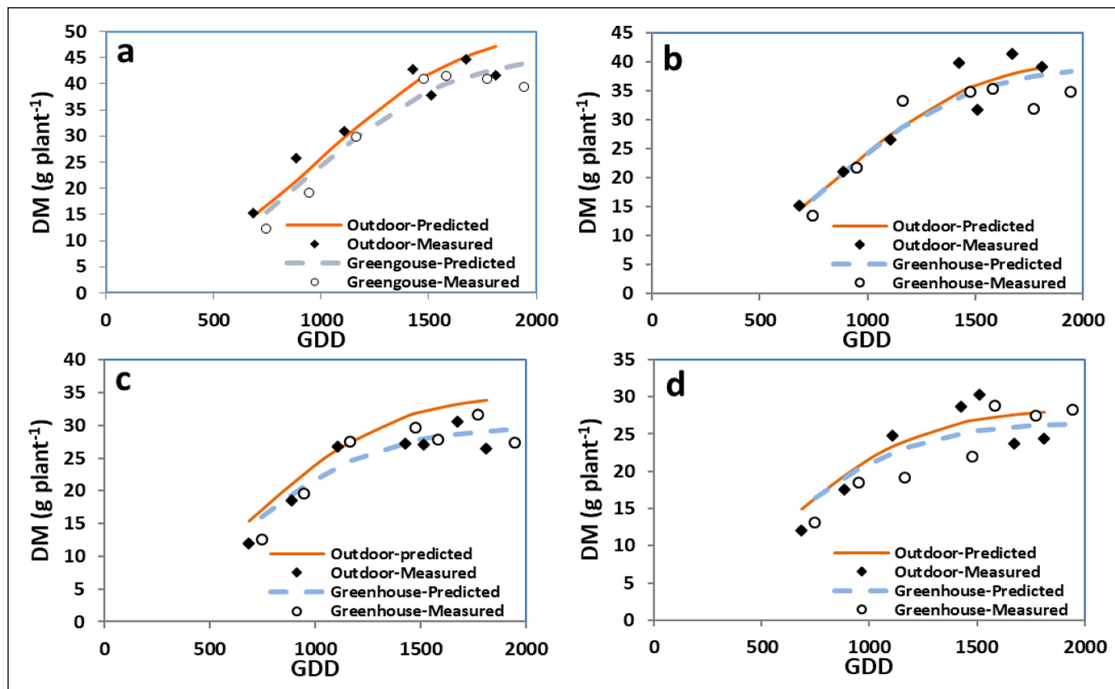 a
50
45
40
35
30
25
20
15
10
5
0
DM (g plant-1)
0 500 1000 1500 2000
GDD
Outdoor-Predicted
Outdoor-Measured
Greengouse-Predicted
Greengouse-Measured
b
45
40
35
30
25
20
15
10
5
0
DM (g plant-1)
0 500 1000 1500 2000
GDD
Outdoor-Predicted
Outdoor-Measured
Greenhouse-Predicted
Greenhouse-Measured
c
40
35
30
25
20
15
10
5
0
DM (g plant-1)
0 500 1000 1500 2000
GDD
Outdoor-predicted
Outdoor-Measured
Greenhouse-Predicted
Greenhouse-Measured
d
35
30
25
20
15
10
5
0
DM (g plant-1)
0 500 1000 1500 2000
GDD
Outdoor-Predicted
Outdoor-Measured
Greenhouse-Predicted
Greenhouse-Measured